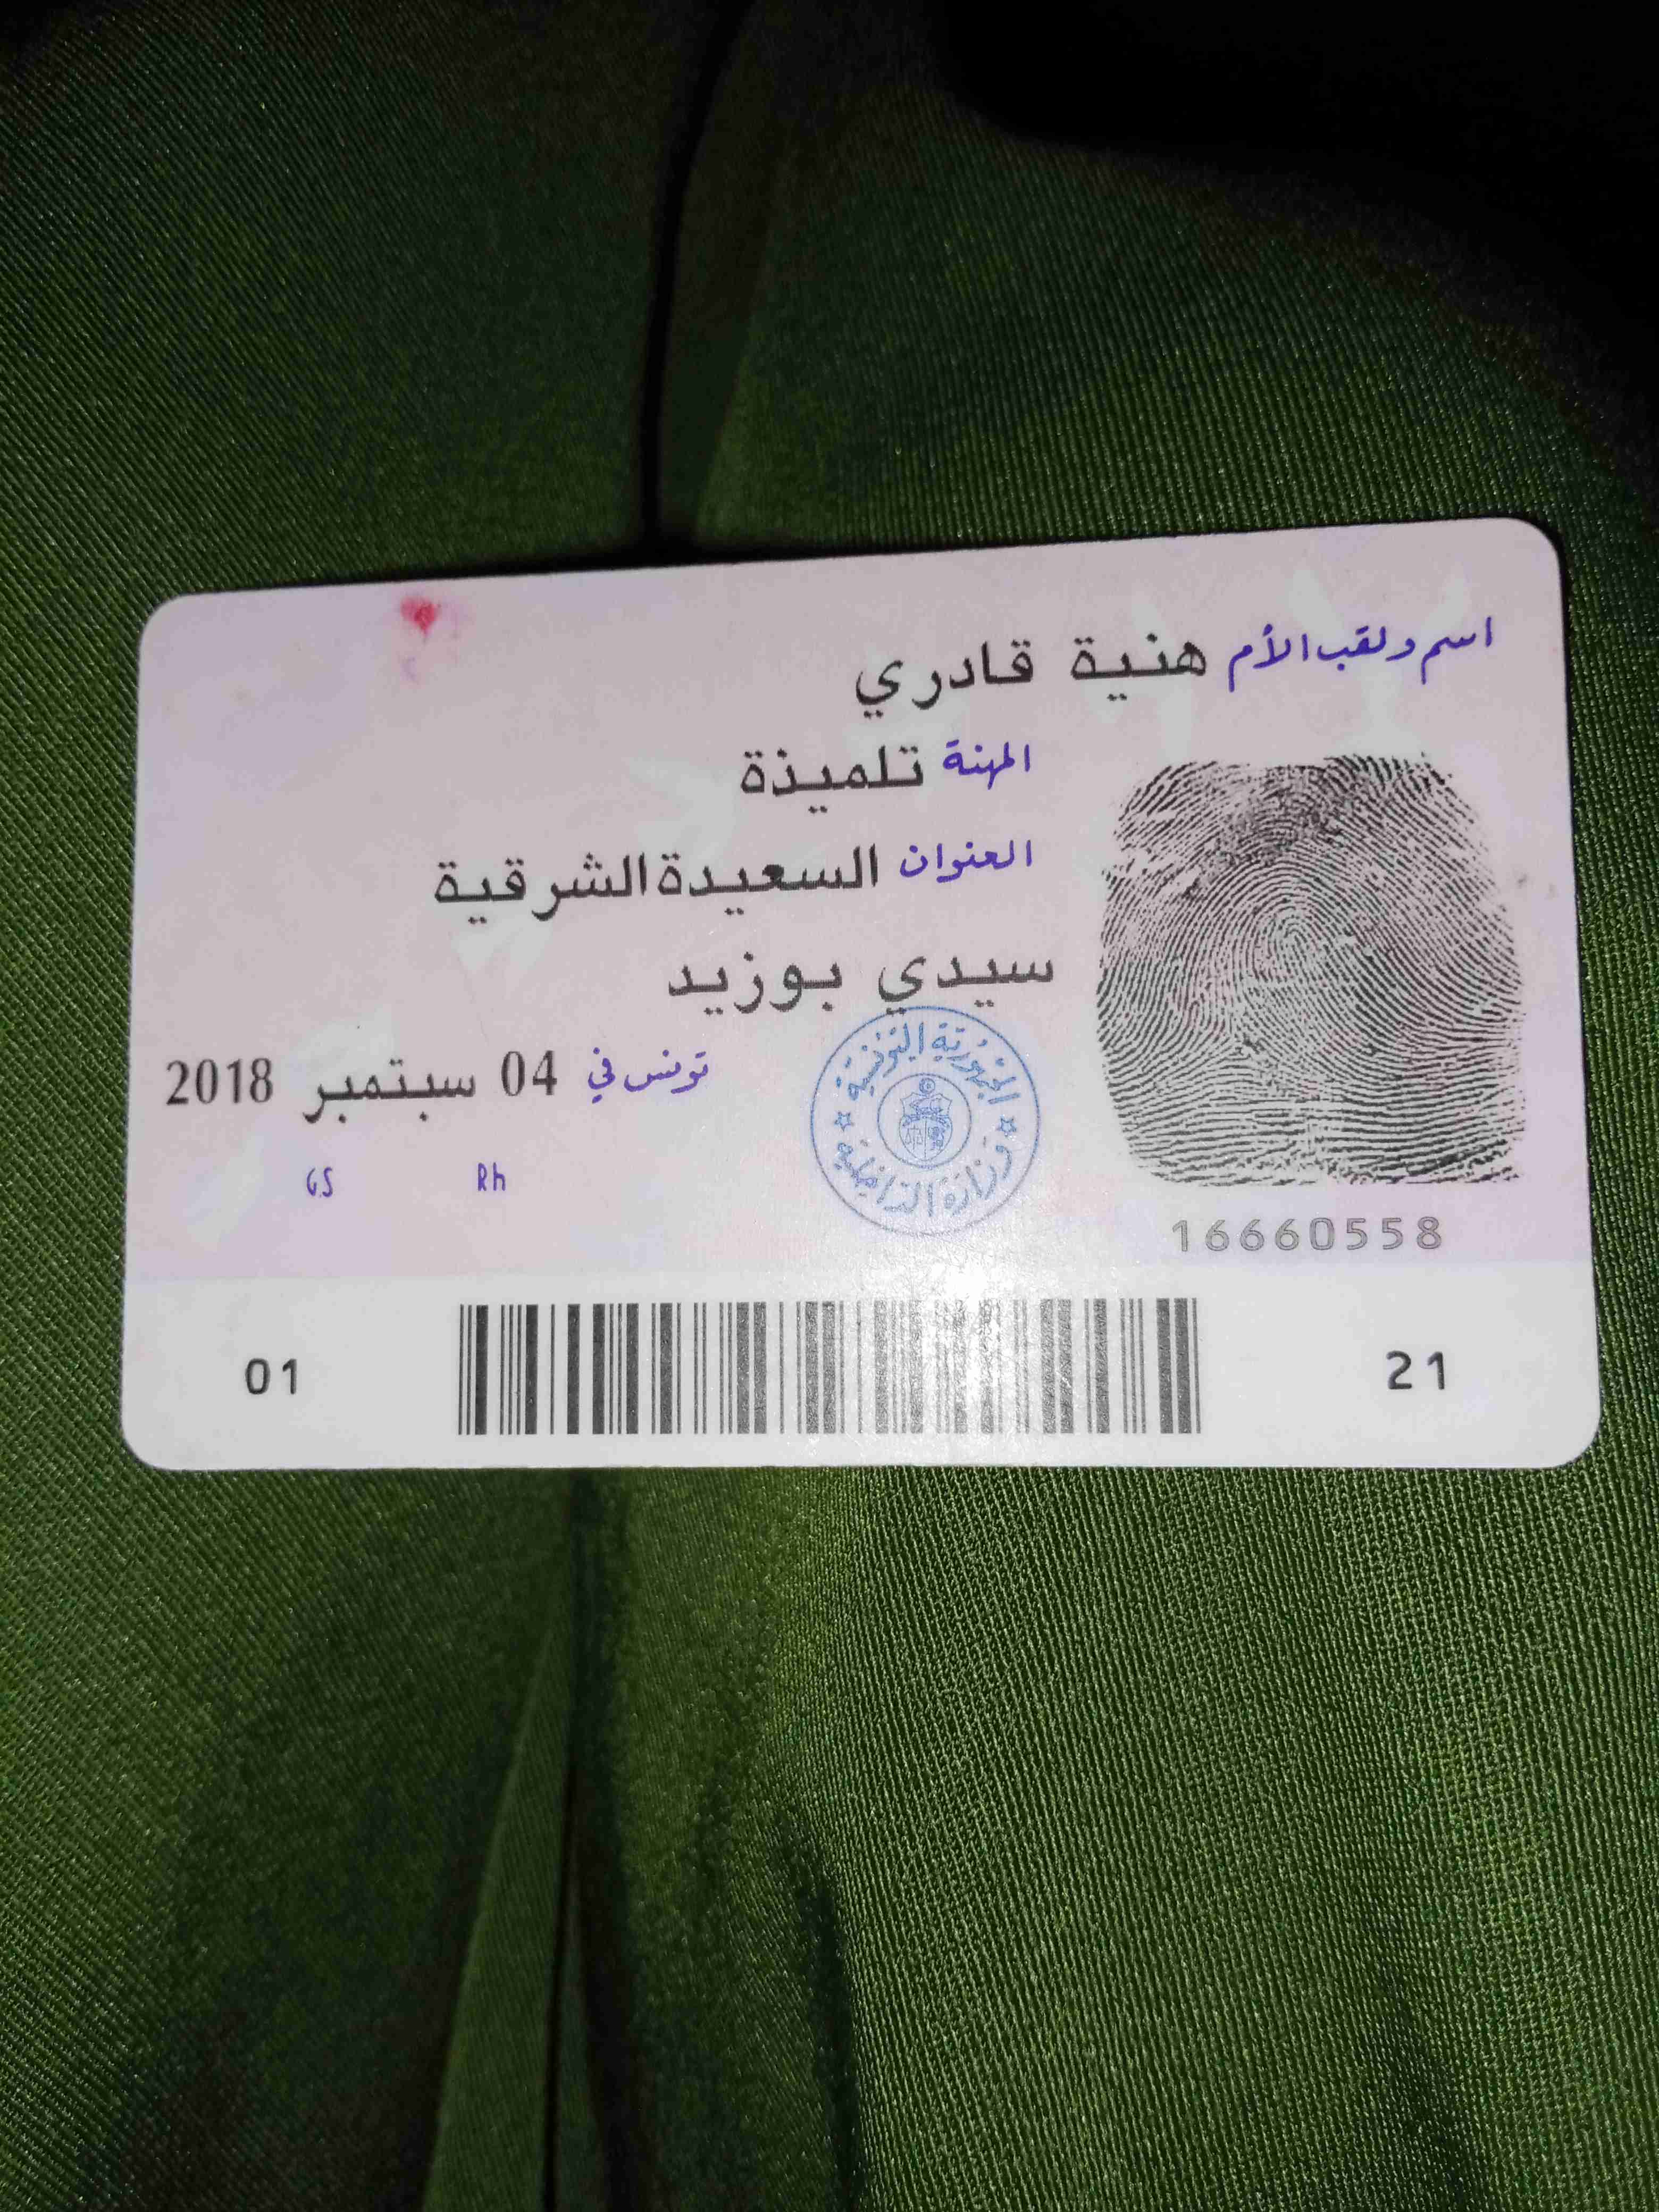 اسم ولقب الأم هنية قادري
المهنة تلميذة
العنوان السعيدة الشرقية
سيدي بوزيد
تونس في 04 سبتمبر 2018
الجمهورية التونسية
وزارة الداخلية
GS Rh
16660558
01 21